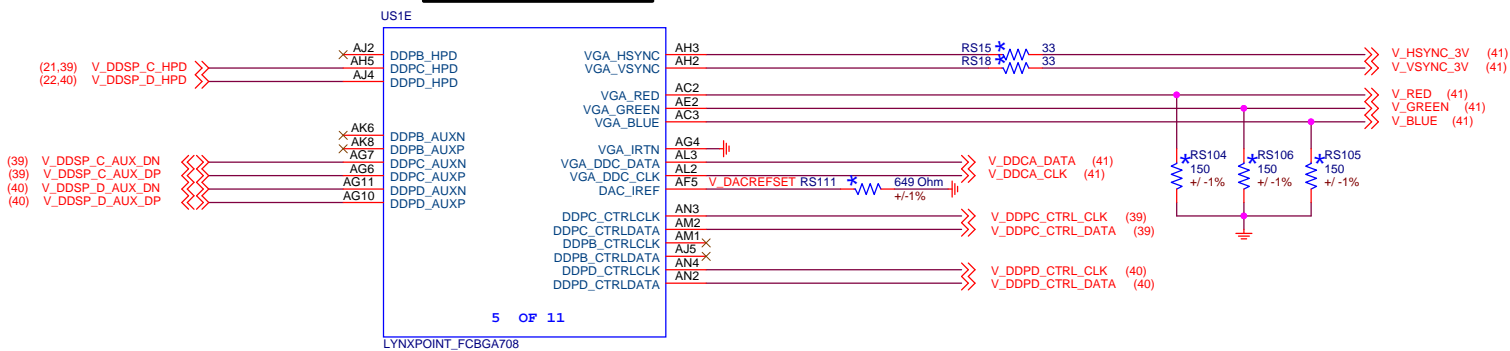 US1E
AJ2 DDPB_HPD VGA_HSYNC AH3 RS15 * 33 V_HSYNC_3V (41)
(21,39) V_DDSP_C_HPD AH5 DDPC_HPD VGA_VSYNC AH2 RS18 * 33 V_VSYNC_3V (41)
(22,40) V_DDSP_D_HPD AJ4 DDPD_HPD
VGA_RED AC2 V_RED (41)
VGA_GREEN AE2 V_GREEN (41)
VGA_BLUE AC3 V_BLUE (41)
AK6 DDPB_AUXN
AK8 DDPB_AUXP VGA_IRTN AG4
(39) V_DDSP_C_AUX_DN AG7 DDPC_AUXN VGA_DDC_DATA AL3 V_DDCA_DATA (41)
(39) V_DDSP_C_AUX_DP AG6 DDPC_AUXP VGA_DDC_CLK AL2 V_DDCA_CLK (41)
(40) V_DDSP_D_AUX_DN AG11 DDPD_AUXN DAC_IREF AF5 V_DACREFSET RS111 * 649 Ohm
+/-1%
(40) V_DDSP_D_AUX_DP AG10 DDPD_AUXP
*RS104 *RS106 *RS105
150 150 150
+/ -1% +/ -1% +/ -1%
DDPC_CTRLCLK AN3 V_DDPC_CTRL_CLK (39)
DDPC_CTRLDATA AM2 V_DDPC_CTRL_DATA (39)
DDPB_CTRLCLK AM1
DDPB_CTRLDATA AJ5
DDPD_CTRLCLK AN4 V_DDPD_CTRL_CLK (40)
DDPD_CTRLDATA AN2 V_DDPD_CTRL_DATA (40)
5 OF 11
LYNXPOINT_FCBGA708